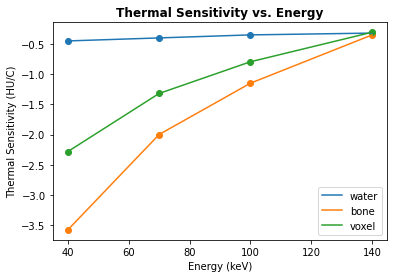 Thermal Sensitivity vs. Energy
Thermal Sensitivity (HU/C)
−0.5
−1.0
−1.5
−2.0
−2.5
−3.0
−3.5
water
bone
voxel
40 60 80 100 120 140
Energy (keV)